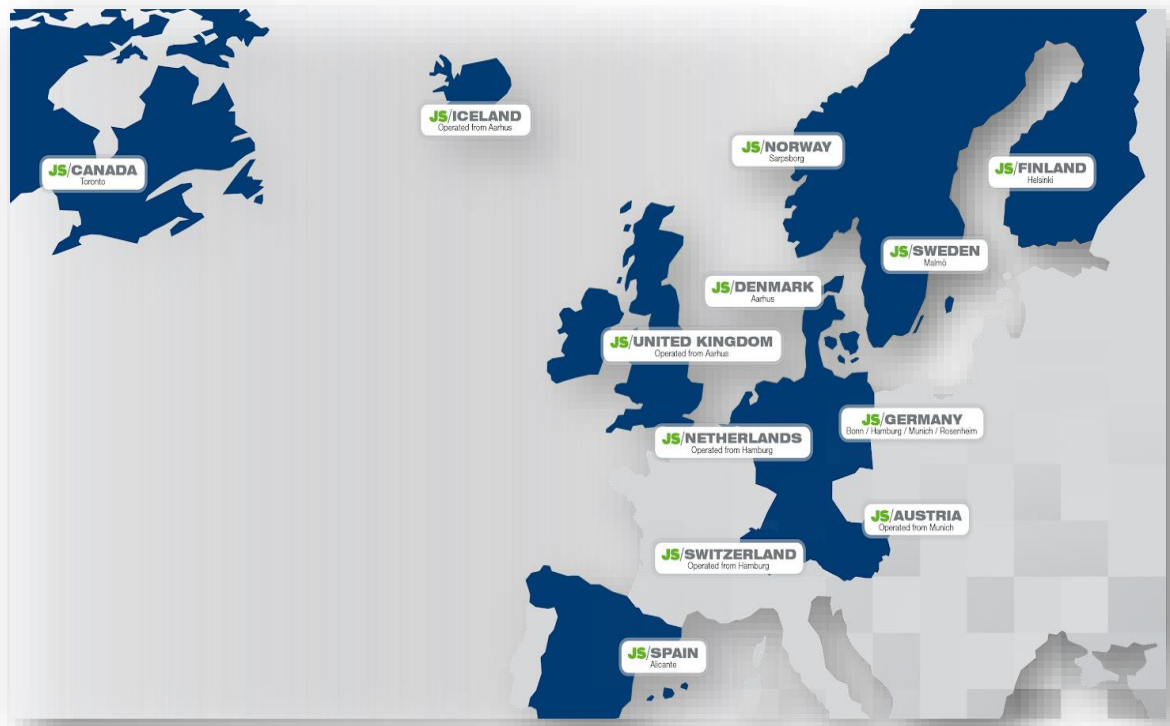 JS/ICELAND
Operated from Aarhus
JS/NORWAY
Sarpsborg
JS/CANADA
Toronto
JS/FINLAND
Helsinki
JS/SWEDEN
Malmö
JS/DENMARK
Aarhus
JS/UNITED KINGDOM
Operated from Aarhus
JS/GERMANY
Bonn / Hamburg / Munich / Rosenheim
JS/NETHERLANDS
Operated from Hamburg
JS/AUSTRIA
Operated from Munich
JS/SWITZERLAND
Operated from Hamburg
JS/SPAIN
Alicante